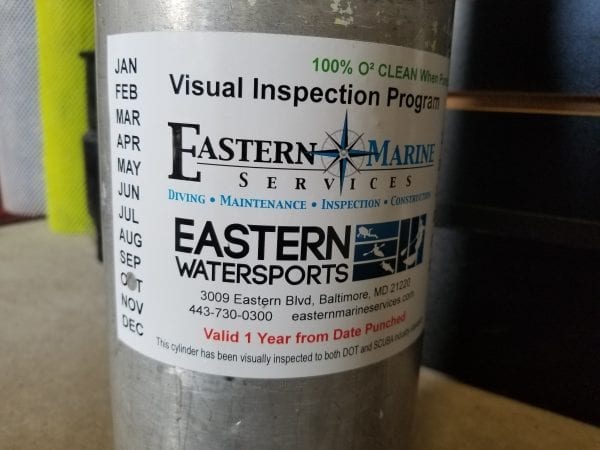 JAN
FEB
MAR
APR
MAY
JUN
JUL
AUG
SEP
OCT
NOV
DEC
100% O² CLEAN When
Visual Inspection Program
EASTERN MARINE
SERVICES
DIVING • MAINTENANCE • INSPECTION • CONSTRUCTION
EASTERN
WATERSPORTS
3009 Eastern Blvd, Baltimore, MD 21220
443-730-0300 easternmarineservices.com
Valid 1 Year from Date Punched
This cylinder has been visually inspected to both DOT and SCUBA industry